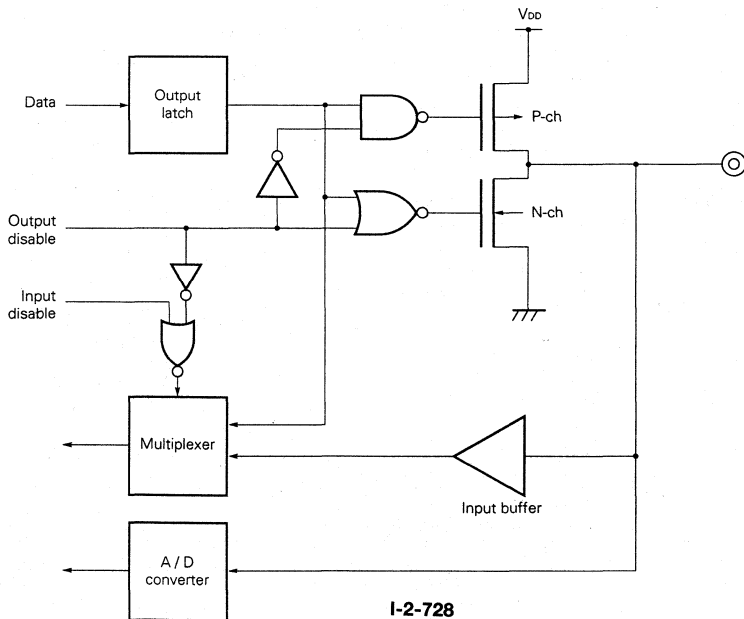 VDD
Data
Output
latch
P-ch
N-ch
Output
disable
Input
disable
Multiplexer
Input buffer
A / D
converter
I-2-728